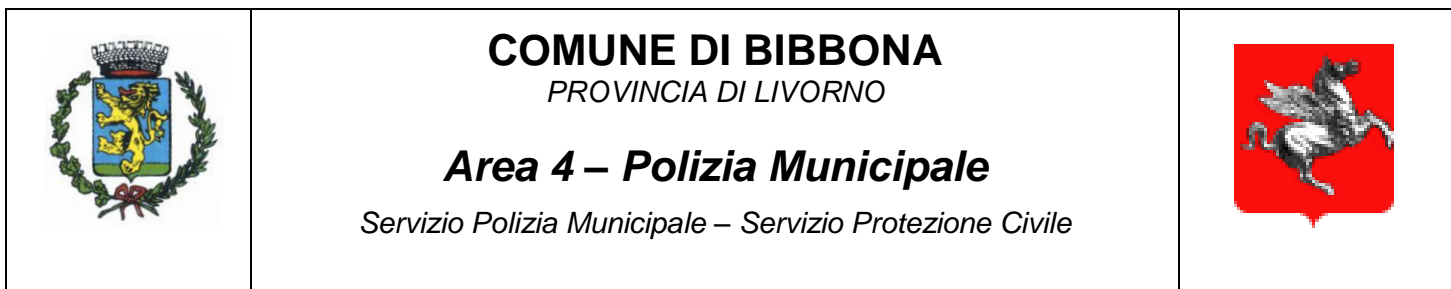 COMUNE DI BIBBONA
PROVINCIA DI LIVORNO
Area 4 – Polizia Municipale
Servizio Polizia Municipale – Servizio Protezione Civile